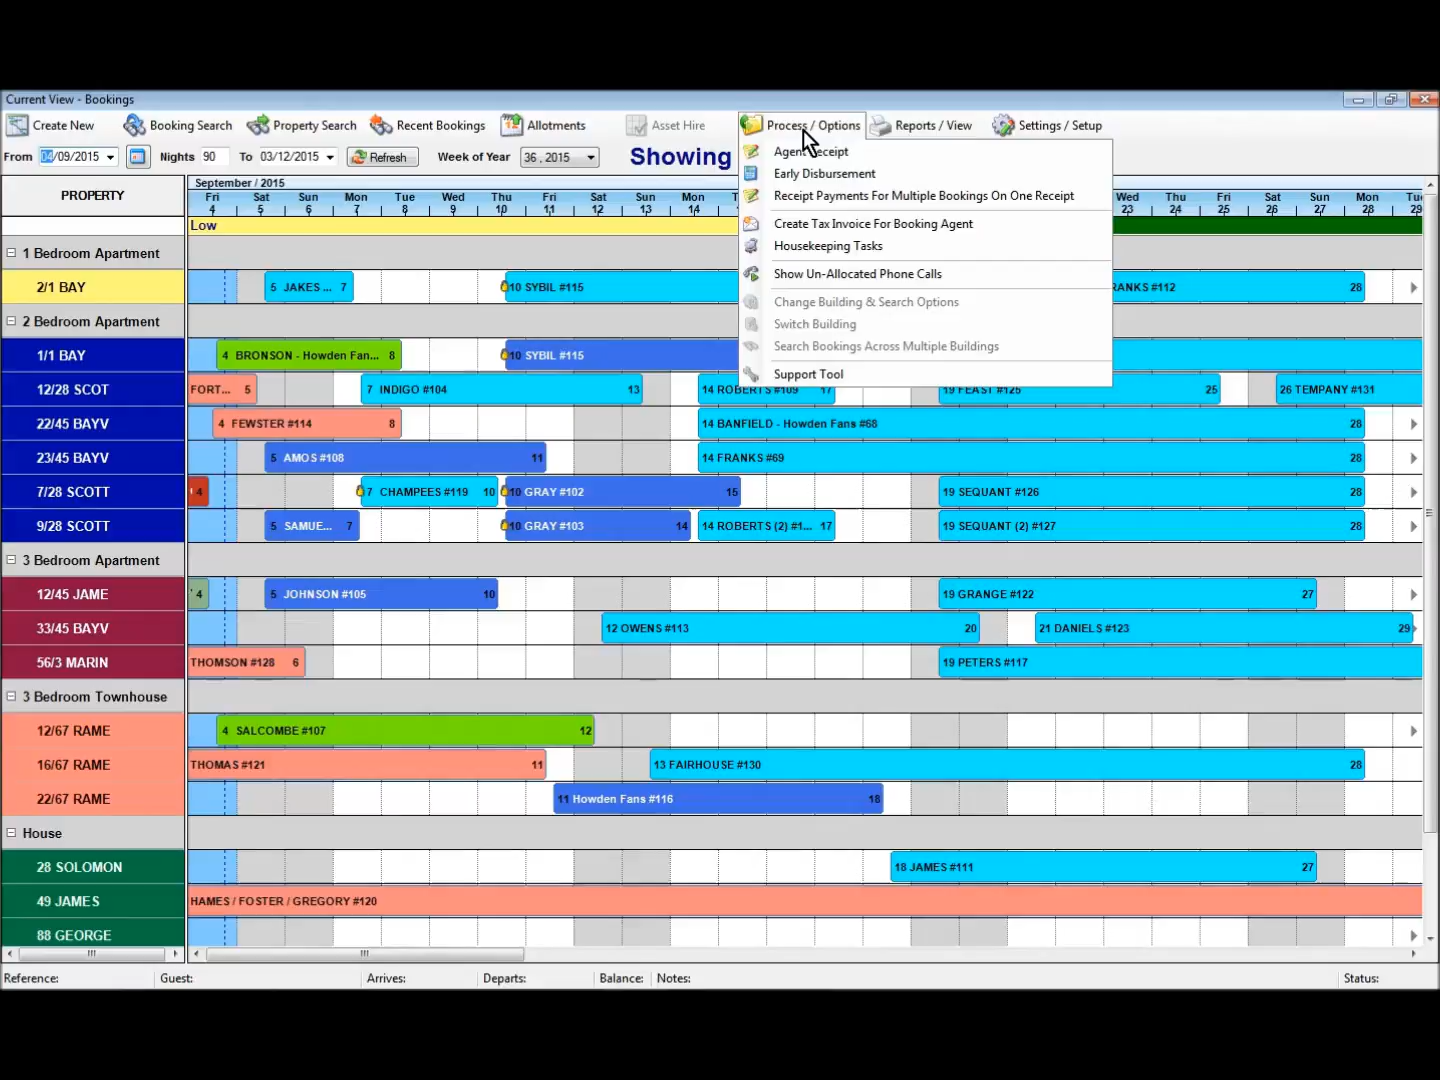 Current View - Bookings
Create New Booking Search Property Search Recent Bookings Allotments Asset Hire Process / Options Reports / View Settings / Setup
From 04/09/2015 Nights 90 To 03/12/2015 Refresh Week of Year 36 , 2015 Showing
Agent Receipt
Early Disbursement
Receipt Payments For Multiple Bookings On One Receipt
Create Tax Invoice For Booking Agent
Housekeeping Tasks
Show Un-Allocated Phone Calls
Change Building & Search Options
Switch Building
Search Bookings Across Multiple Buildings
Support Tool
PROPERTY
September / 2015
Fri Sat Sun Mon Tue Wed Thu Fri Sat Sun Mon Wed Thu Fri Sat Sun Mon
4 5 6 7 8 9 10 11 12 13 14 23 24 25 26 27 28 29
Low
1 Bedroom Apartment
2/1 BAY 5 JAKES ... 7 10 SYBIL #115 RANKS #112 28
2 Bedroom Apartment
1/1 BAY 4 BRONSON - Howden Fan... 8 10 SYBIL #115
12/28 SCOT FORT... 5 7 INDIGO #104 13 14 ROBERTS #109 17 19 FEAST #125 25 26 TEMPANY #131
22/45 BAYV 4 FEWSTER #114 8 14 BANFIELD - Howden Fans #68 28
23/45 BAYV 5 AMOS #108 11 14 FRANKS #69 28
7/28 SCOTT 4 7 CHAMPEES #119 10 10 GRAY #102 15 19 SEQUANT #126 28
9/28 SCOTT 5 SAMUE... 7 10 GRAY #103 14 14 ROBERTS (2) #1... 17 19 SEQUANT (2) #127 28
3 Bedroom Apartment
12/45 JAME 4 5 JOHNSON #105 10 19 GRANGE #122 27
33/45 BAYV 12 OWENS #113 20 21 DANIELS #123 29
56/3 MARIN THOMSON #128 6 19 PETERS #117
3 Bedroom Townhouse
12/67 RAME 4 SALCOMBE #107 12
16/67 RAME THOMAS #121 11 13 FAIRHOUSE #130 28
22/67 RAME 11 Howden Fans #116 18
House
28 SOLOMON 18 JAMES #111 27
49 JAMES HAMES / FOSTER / GREGORY #120
88 GEORGE
Reference: Guest: Arrives: Departs: Balance: Notes: Status: